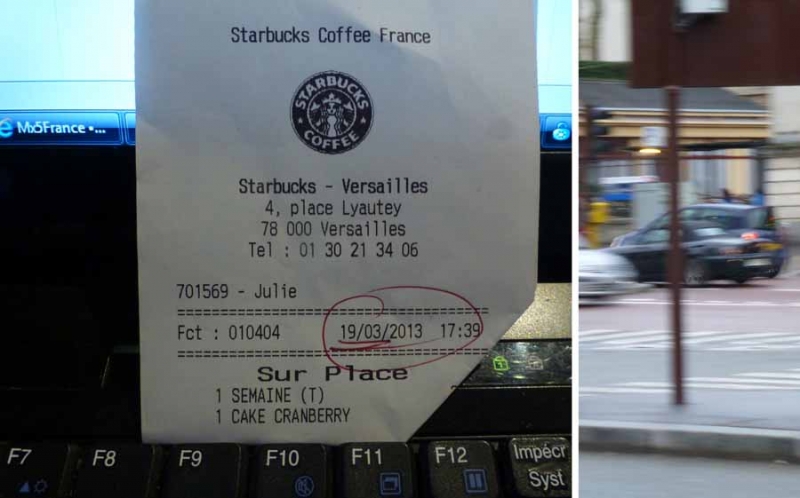 Starbucks Coffee France
STARBUCKS
COFFEE
Mx5France •...
Starbucks - Versailles
4, place Lyautey
78 000 Versailles
Tel : 01 30 21 34 06
701569 - Julie
Fct : 010404 19/03/2013 17:39
Sur Place
1 SEMAINE (T)
1 CAKE CRANBERRY
F7 F8 F9 F10 F11 F12 Impécr
Syst